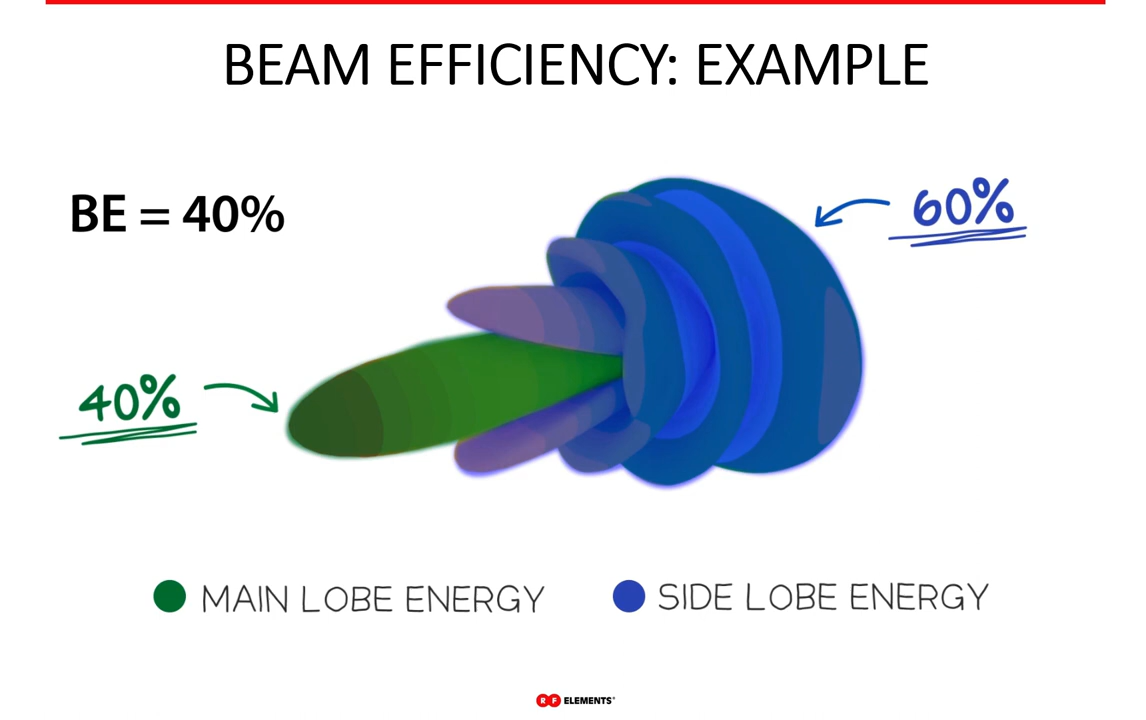 BEAM EFFICIENCY: EXAMPLE
BE = 40%
60%
40%
MAIN LOBE ENERGY
SIDE LOBE ENERGY
RF ELEMENTS®